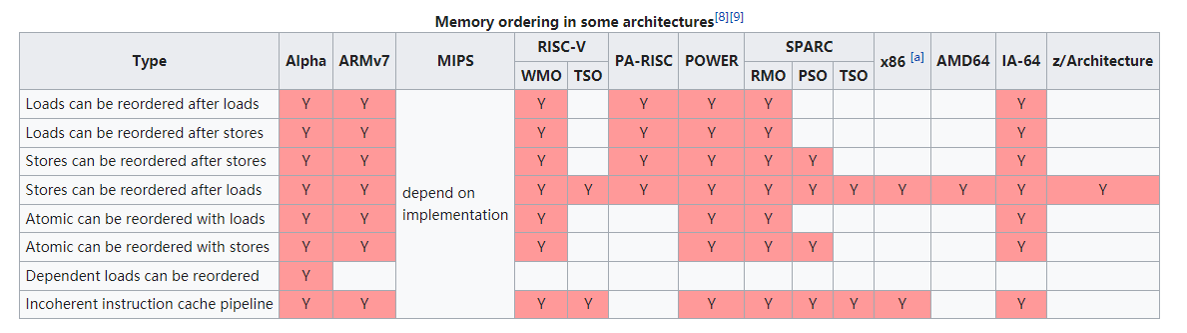 Memory ordering in some architectures[8][9]
Type Alpha ARMv7 MIPS RISC-V PA-RISC POWER SPARC x86 [a] AMD64 IA-64 z/Architecture
WMO TSO RMO PSO TSO
Loads can be reordered after loads Y Y Y Y Y Y Y
Loads can be reordered after stores Y Y Y Y Y Y Y
Stores can be reordered after stores Y Y Y Y Y Y Y Y
Stores can be reordered after loads Y Y Y Y Y Y Y Y Y Y Y Y Y
depend on
implementation
Atomic can be reordered with loads Y Y Y Y Y Y
Atomic can be reordered with stores Y Y Y Y Y Y Y
Dependent loads can be reordered Y
Incoherent instruction cache pipeline Y Y Y Y Y Y Y Y Y Y